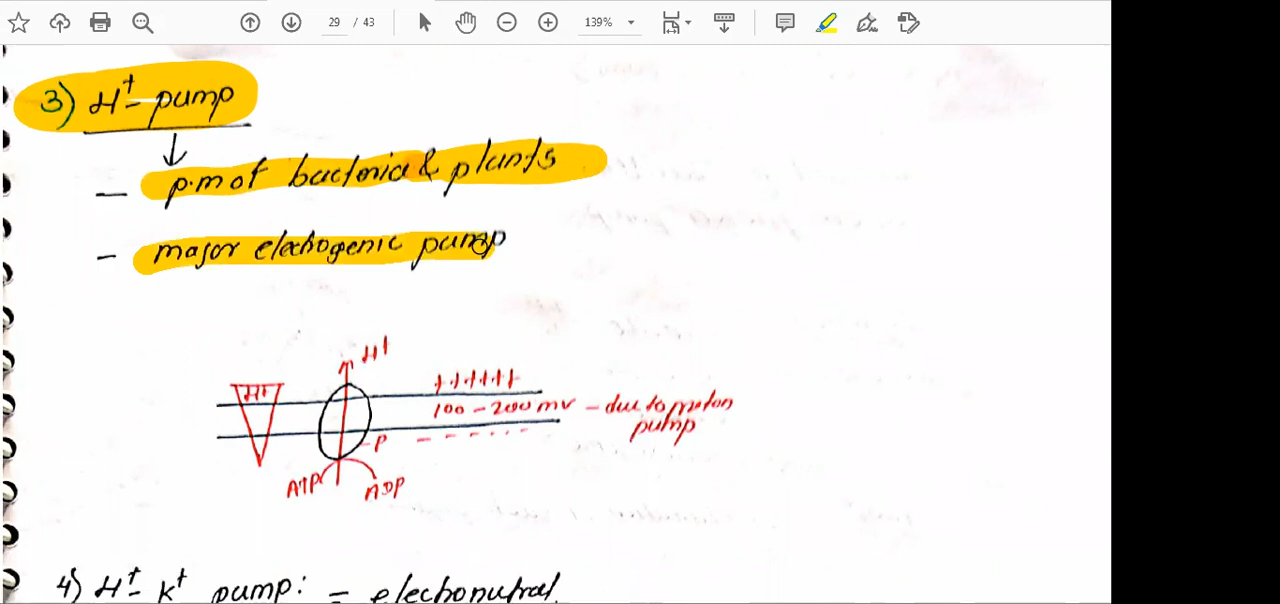 29 / 43
139%
3) H⁺- pump
- p.m of bacteria & plants
- major electrogenic pump
H⁺
H⁺
++++++
100 - 200 mv - due to proton
pump
P
- - - - - -
ATP
ADP
4) H⁺- K⁺ pump: = electronutral